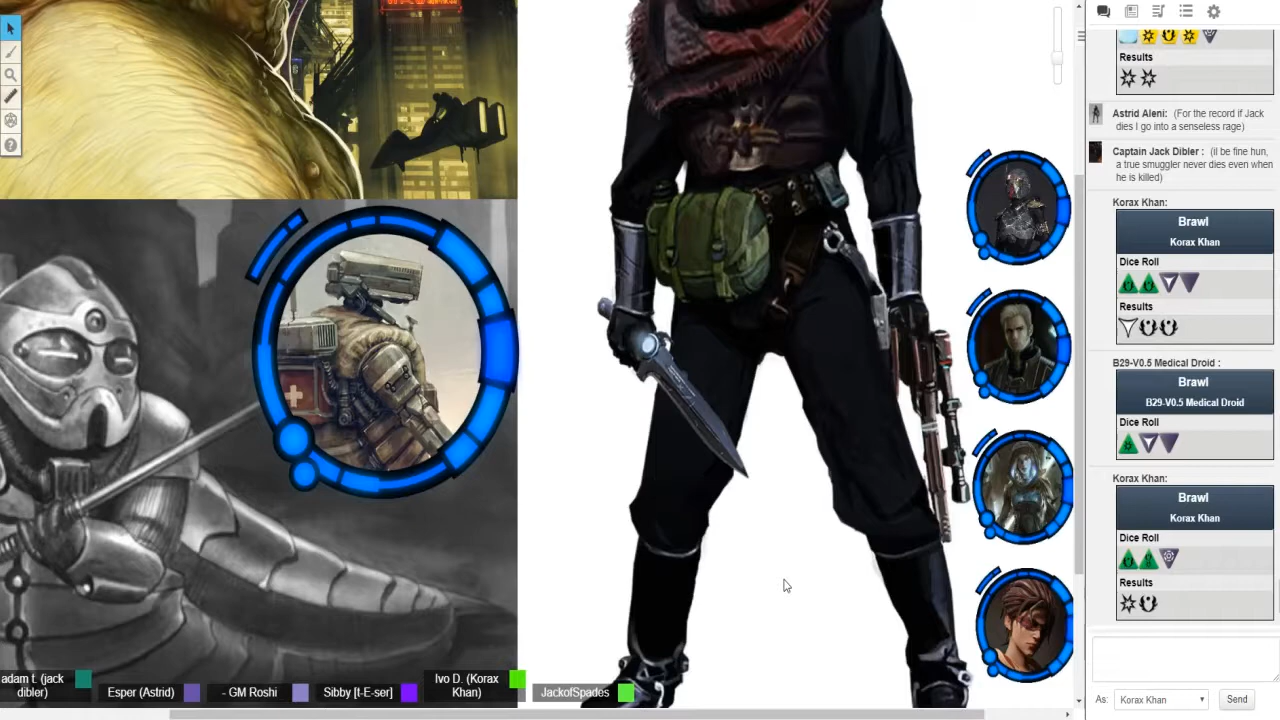 Results
Astrid Aleni: (For the record if Jack
dies I go into a senseless rage)
Captain Jack Dibler : (il be fine hun,
a true smuggler never dies even when
he is killed)
Korax Khan:
Brawl
Korax Khan
Dice Roll
Results
B29-V0.5 Medical Droid :
Brawl
B29-V0.5 Medical Droid
Dice Roll
Korax Khan:
Brawl
Korax Khan
Dice Roll
Results
adam t. (jack
dibler)
Esper (Astrid)
- GM Roshi
Sibby [t-E-ser]
Ivo D. (Korax
Khan)
JackofSpades
As:
Korax Khan
Send